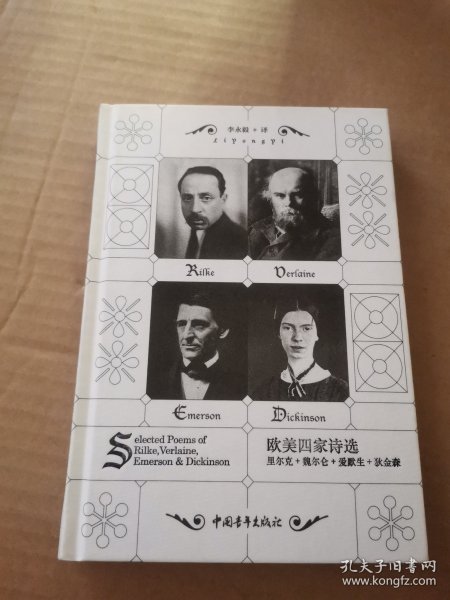 李永毅+译
Liyongyi
Rilke
Verlaine
Emerson
Dickinson
Selected Poems of
Rilke, Verlaine,
Emerson & Dickinson
欧美四家诗选
里尔克+魏尔仑+爱默生+狄金森
中国青年出版社
孔夫子旧书网
www.kongfz.com